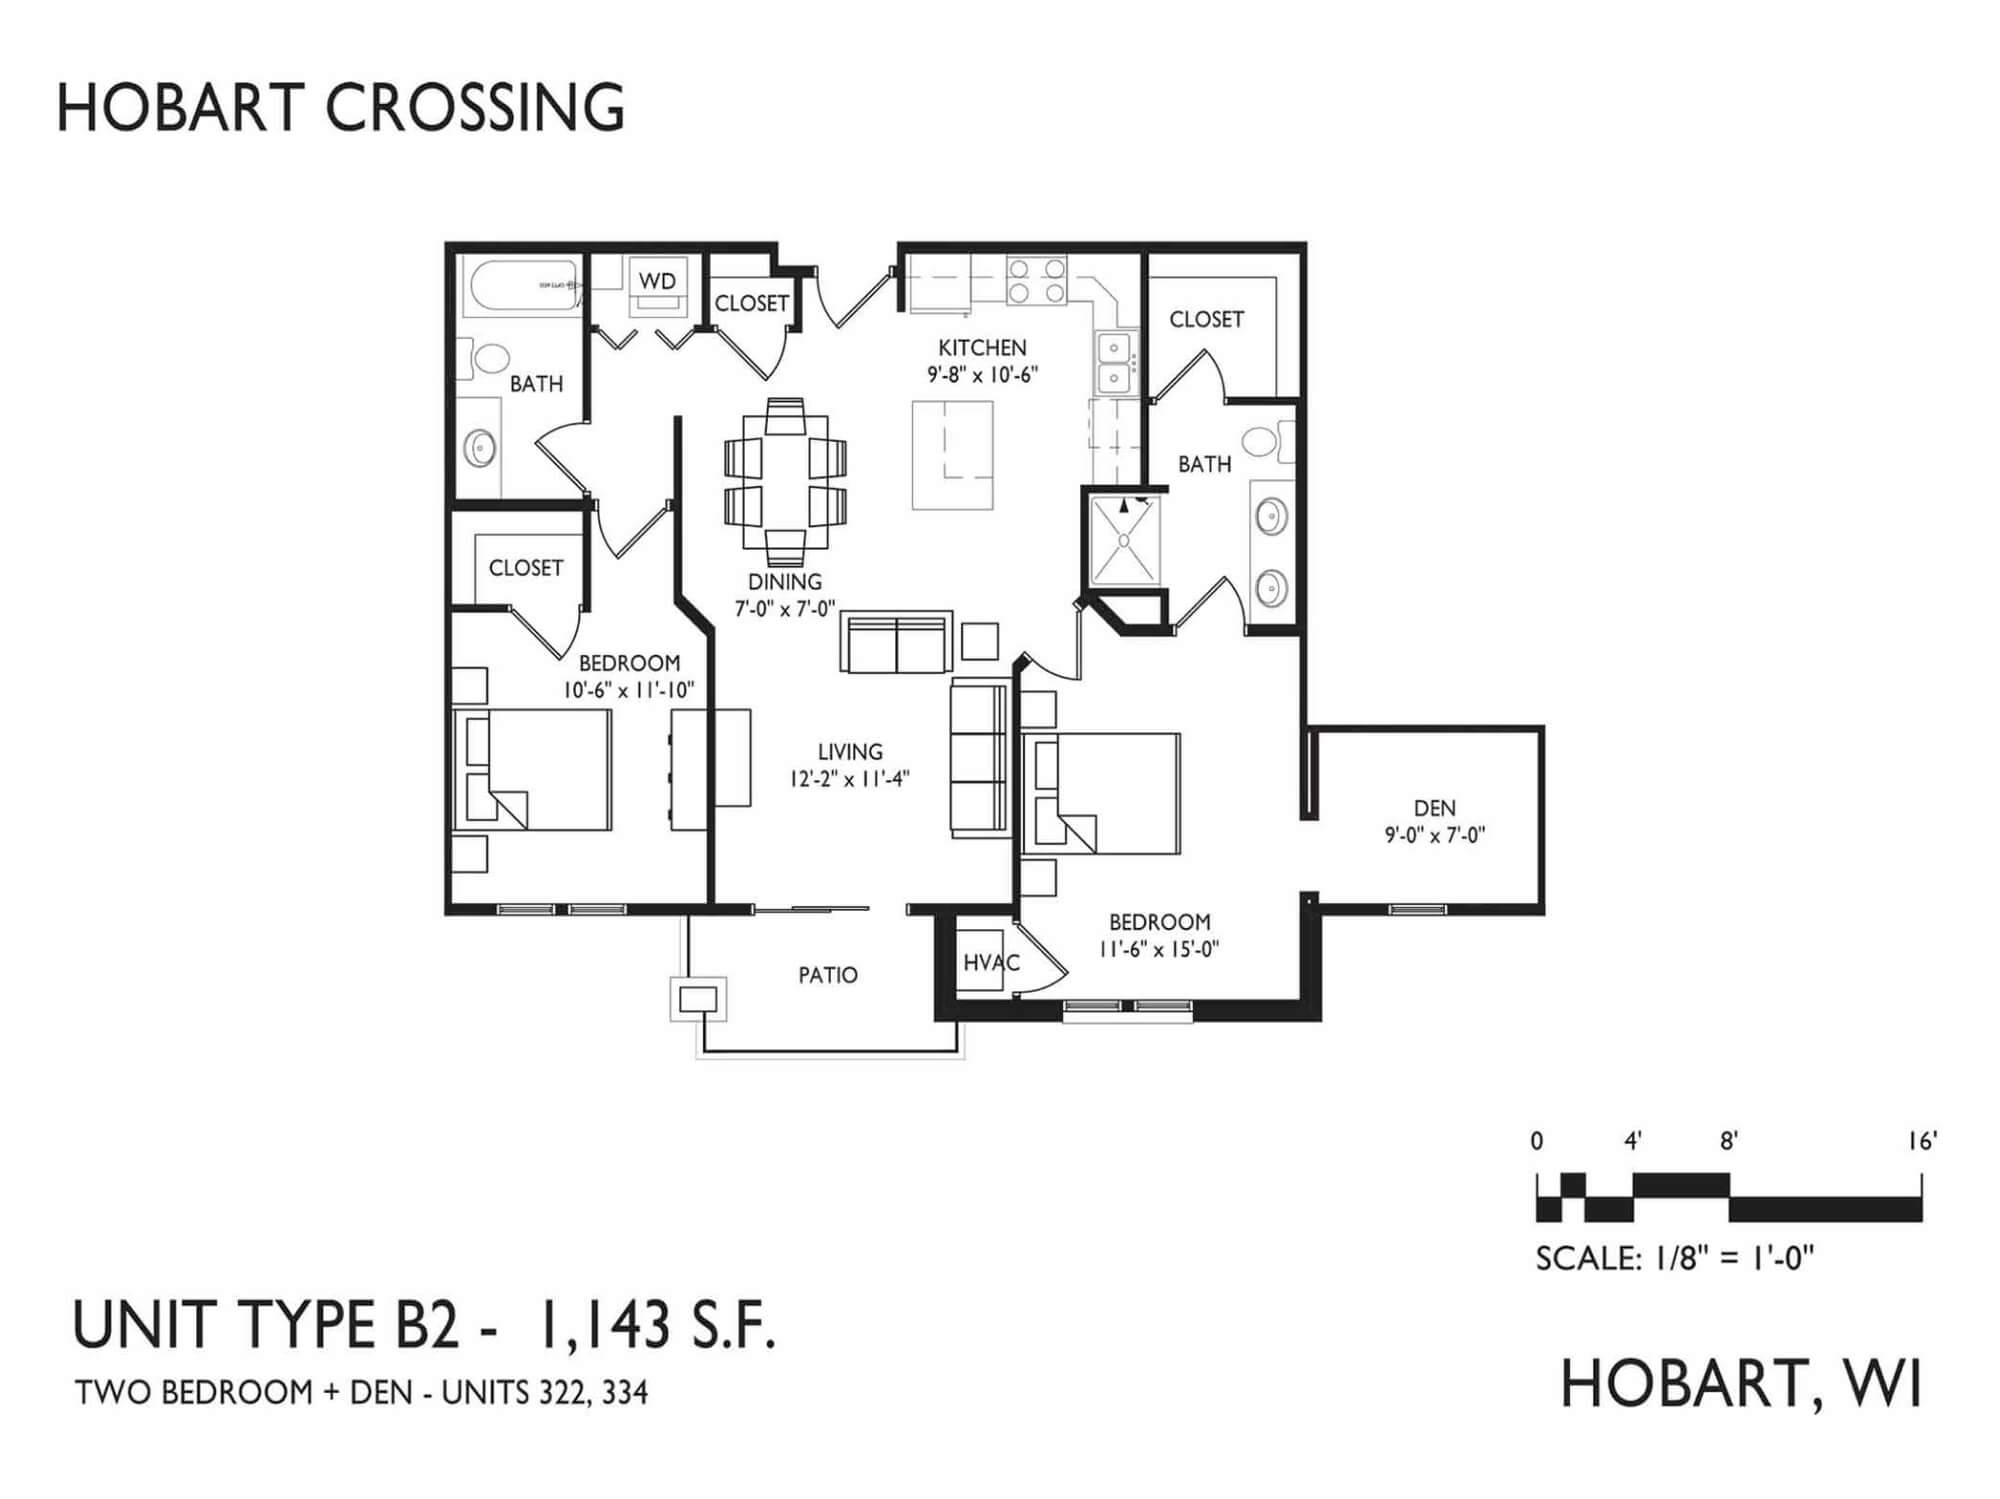 HOBART CROSSING
WD
CLOSET
CLOSET
KITCHEN
9'-8" x 10'-6"
BATH
BATH
CLOSET
DINING
7'-0" x 7'-0"
BEDROOM
10'-6" x 11'-10"
LIVING
12'-2" x 11'-4"
DEN
9'-0" x 7'-0"
BEDROOM
11'-6" x 15'-0"
HVAC
PATIO
0 4' 8' 16'
SCALE: 1/8" = 1'-0"
UNIT TYPE B2 - 1,143 S.F.
TWO BEDROOM + DEN - UNITS 322, 334
HOBART, WI